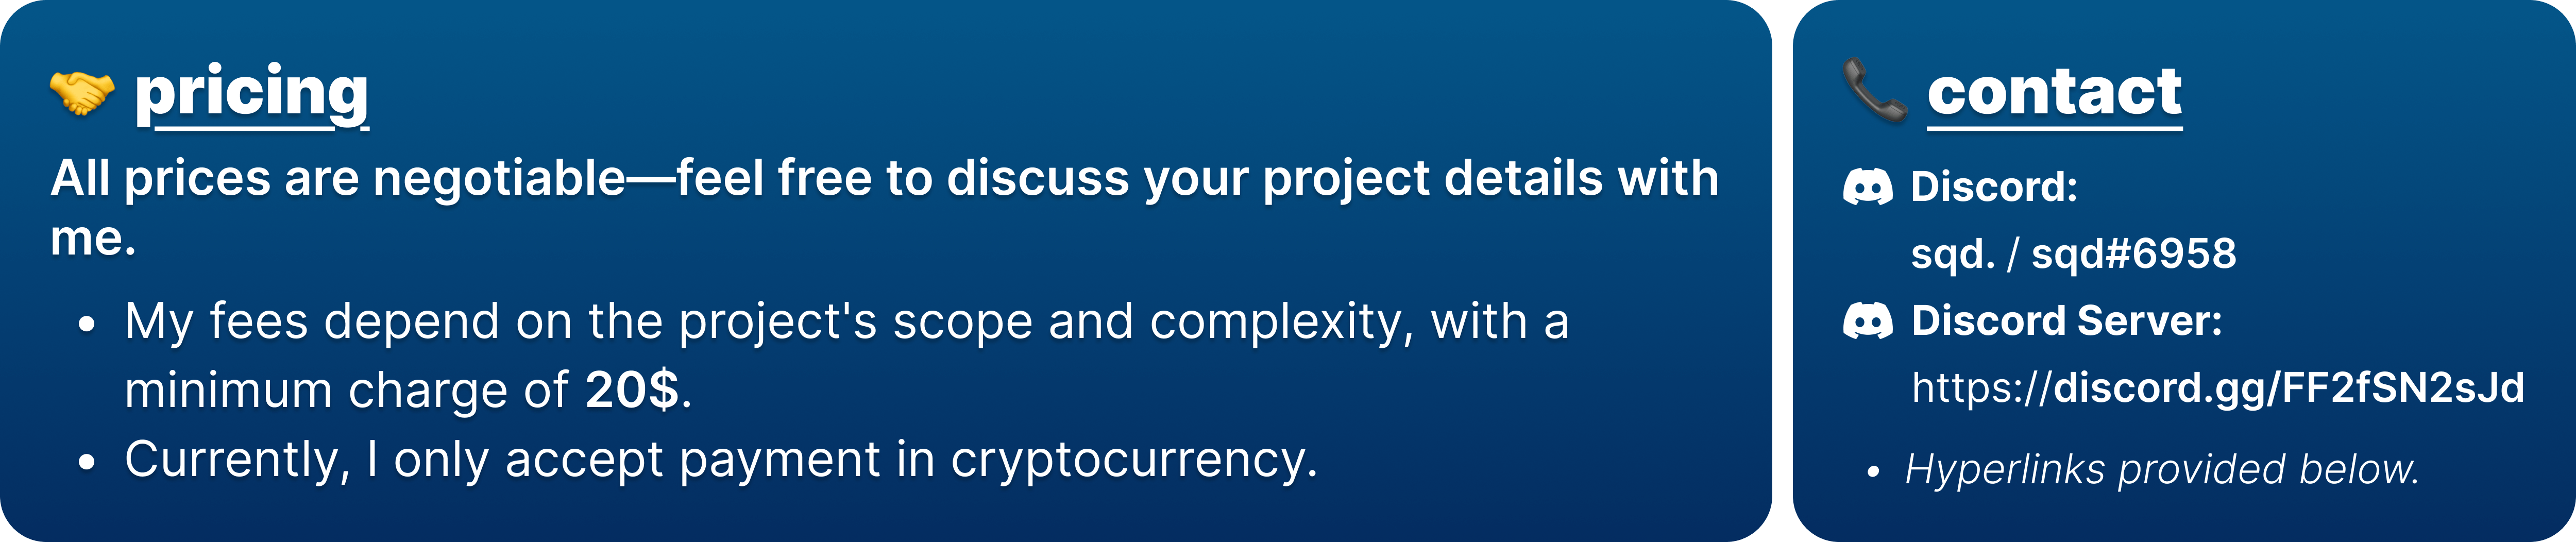 pricing
All prices are negotiable—feel free to discuss your project details with
me.
• My fees depend on the project's scope and complexity, with a
minimum charge of 20$.
• Currently, I only accept payment in cryptocurrency.
contact
Discord:
sqd. / sqd#6958
Discord Server:
https://discord.gg/FF2fSN2sJd
• Hyperlinks provided below.